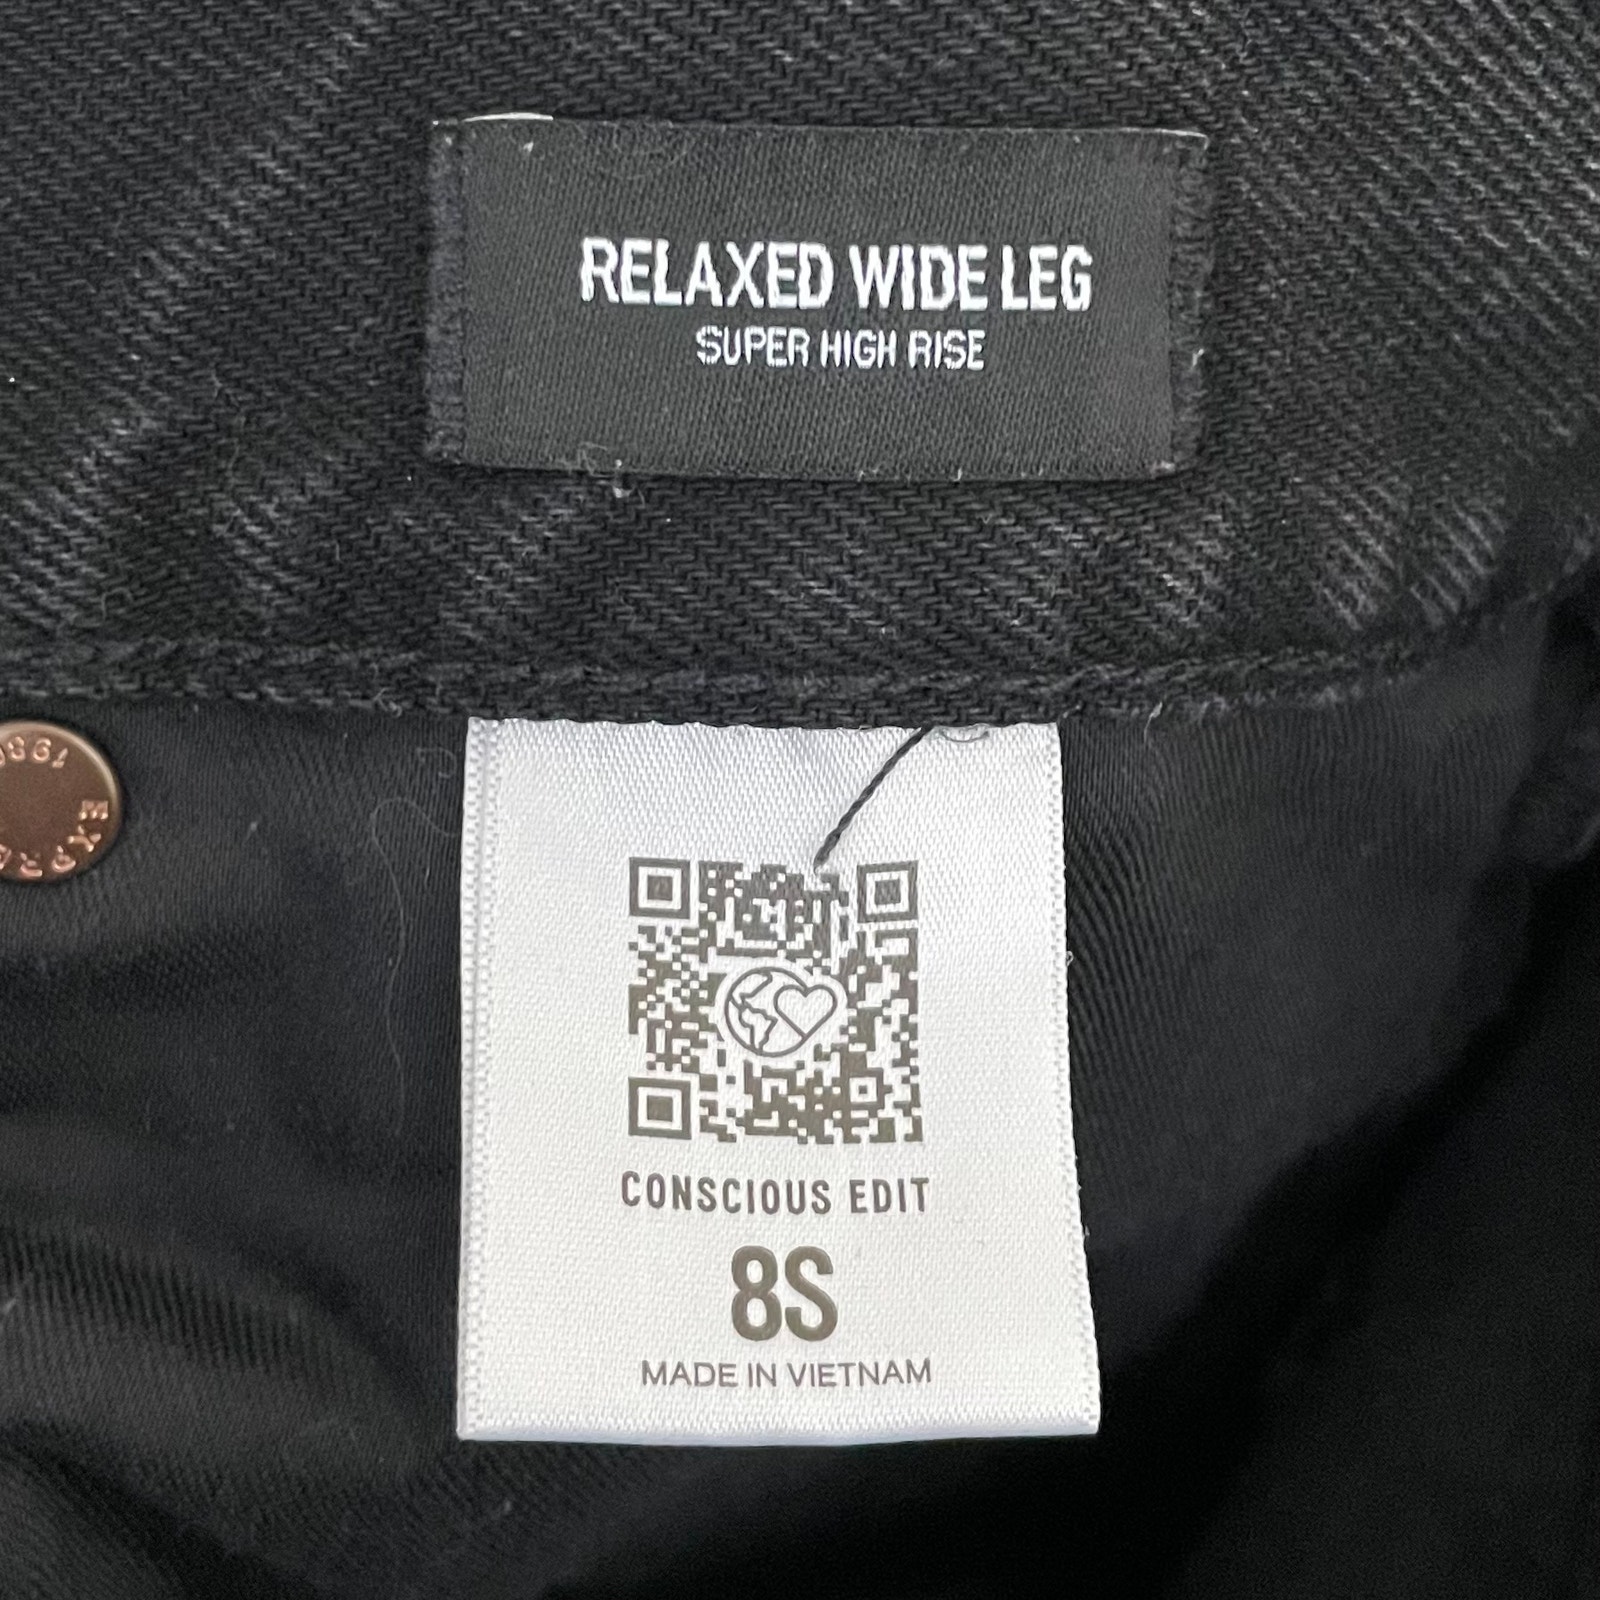 RELAXED WIDE LEG
SUPER HIGH RISE
CONSCIOUS EDIT
8S
MADE IN VIETNAM